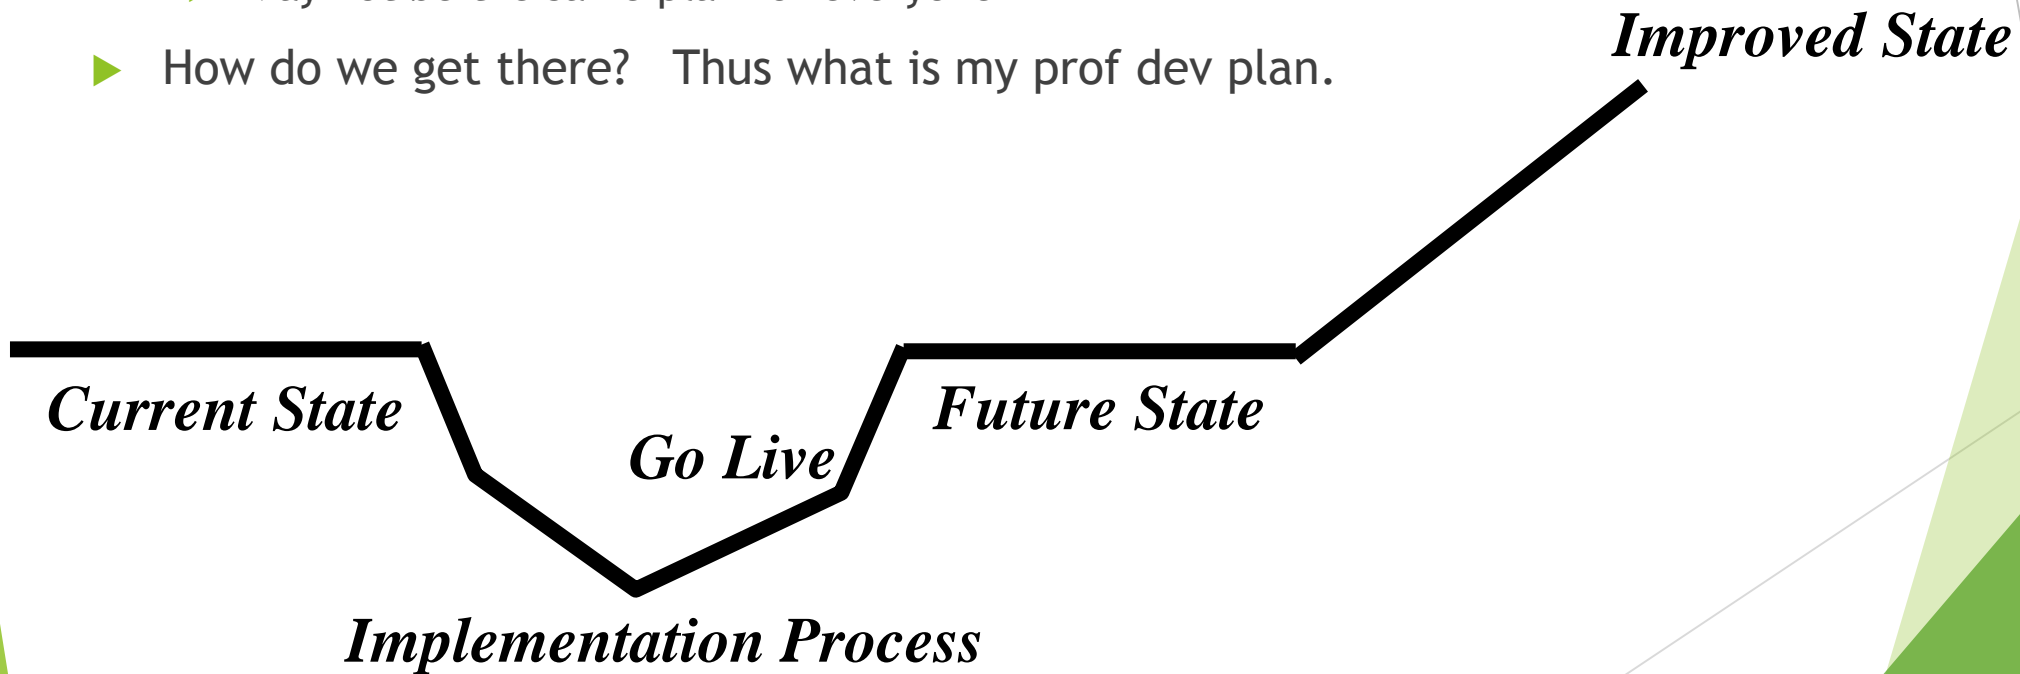 How do we get there? Thus what is my prof dev plan.
Improved State
Current State
Future State
Go Live
Implementation Process